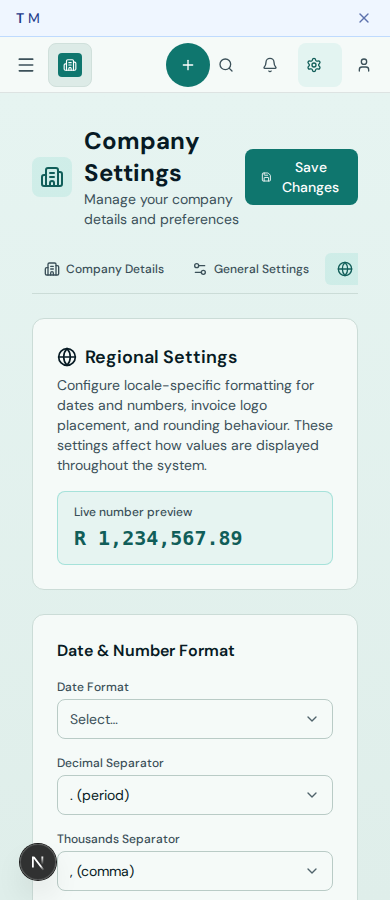 T M
Company
Settings
Manage your company
details and preferences
Save
Changes
Company Details
General Settings
Regional Settings
Configure locale-specific formatting for
dates and numbers, invoice logo
placement, and rounding behaviour. These
settings affect how values are displayed
throughout the system.
Live number preview
R 1,234,567.89
Date & Number Format
Date Format
Select...
Decimal Separator
. (period)
Thousands Separator
, (comma)
N